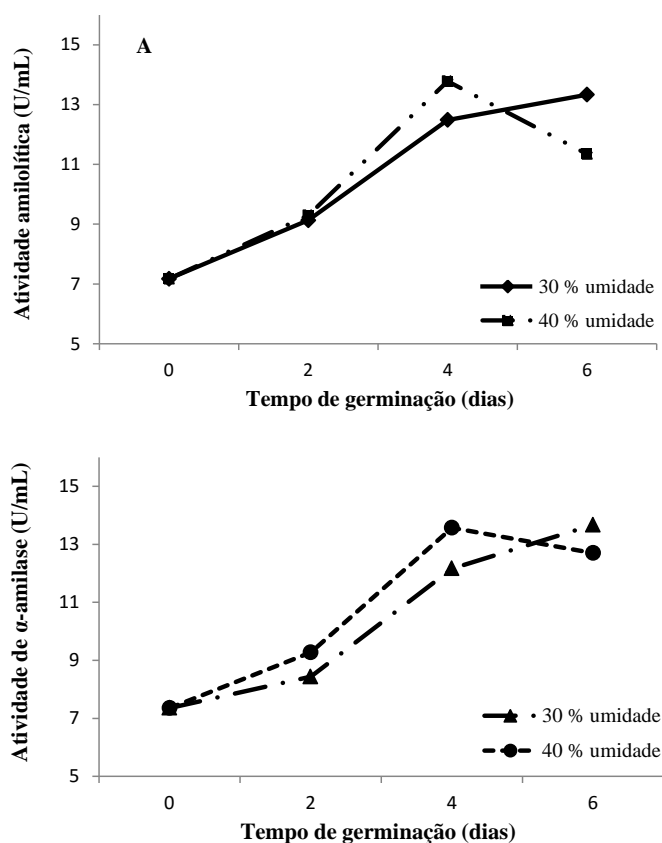 A
Atividade amilolítica (U/mL)
15
13
11
9
7
5
30 % umidade
40 % umidade
0 2 4 6
Tempo de germinação (dias)
Atividade de α-amilase (U/mL)
15
13
11
9
7
5
30 % umidade
40 % umidade
0 2 4 6
Tempo de germinação (dias)